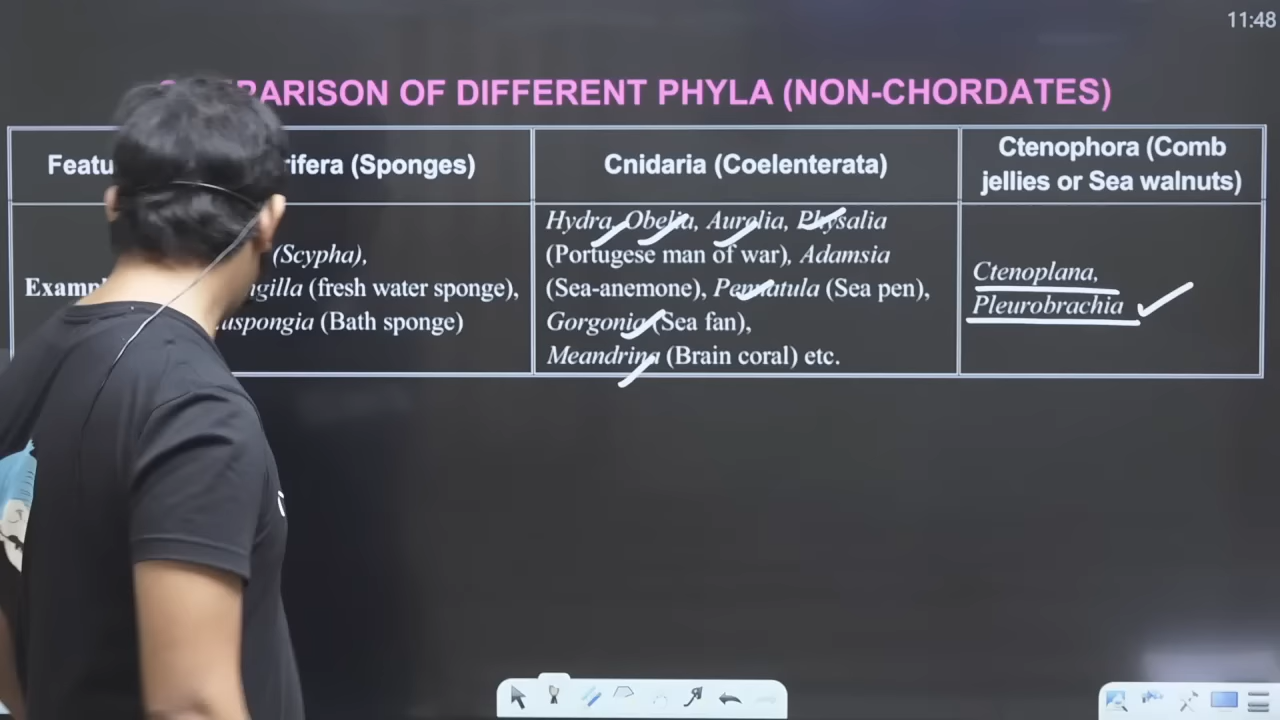 11:48
PARISON OF DIFFERENT PHYLA (NON-CHORDATES)
Featu
rifera (Sponges)
Cnidaria (Coelenterata)
Ctenophora (Comb
jellies or Sea walnuts)
Examp
(Scypha),
gilla (fresh water sponge),
uspongia (Bath sponge)
Hydra, Obelia, Aurelia, Physalia
(Portugese man of war), Adamsia
(Sea-anemone), Pennatula (Sea pen),
Gorgonia (Sea fan),
Meandrina (Brain coral) etc.
Ctenoplana,
Pleurobrachia